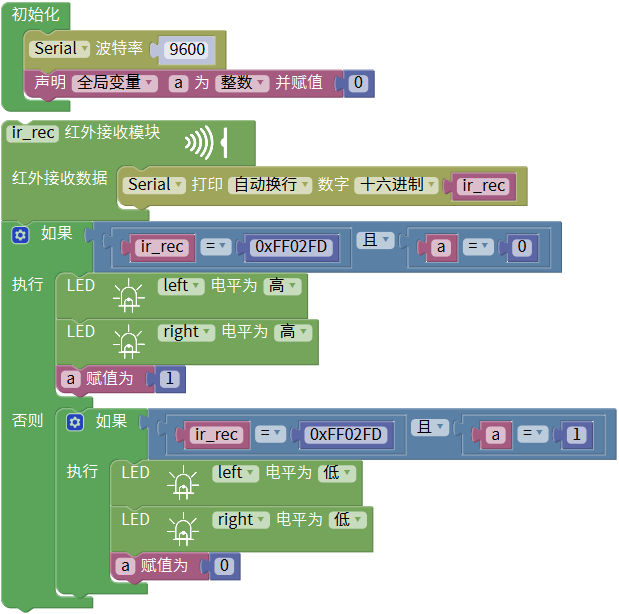 初始化
Serial 波特率 9600
声明 全局变量 a 为 整数 并赋值 0
ir_rec 红外接收模块
红外接收数据 Serial 打印 自动换行 数字 十六进制 ir_rec
如果 ir_rec = 0xFF02FD 且 a = 0
执行 LED left 电平为 高
LED right 电平为 高
a 赋值为 1
否则 如果 ir_rec = 0xFF02FD 且 a = 1
执行 LED left 电平为 低
LED right 电平为 低
a 赋值为 0